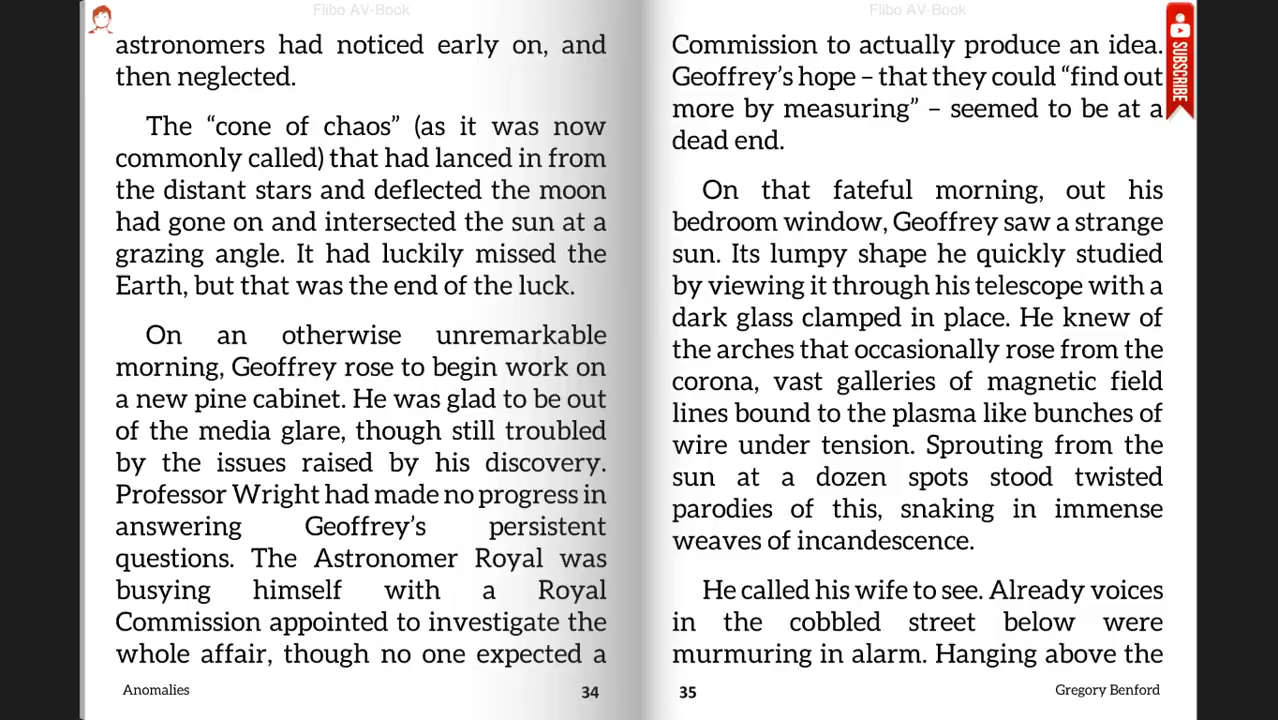 Flibo AV-Book
astronomers had noticed early on, and
then neglected.
The “cone of chaos” (as it was now
commonly called) that had lanced in from
the distant stars and deflected the moon
had gone on and intersected the sun at a
grazing angle. It had luckily missed the
Earth, but that was the end of the luck.
On an otherwise unremarkable
morning, Geoffrey rose to begin work on
a new pine cabinet. He was glad to be out
of the media glare, though still troubled
by the issues raised by his discovery.
Professor Wright had made no progress in
answering Geoffrey’s persistent
questions. The Astronomer Royal was
busying himself with a Royal
Commission appointed to investigate the
whole affair, though no one expected a
Anomalies
34
Flibo AV-Book
Commission to actually produce an idea.
Geoffrey’s hope – that they could “find out
more by measuring” – seemed to be at a
dead end.
On that fateful morning, out his
bedroom window, Geoffrey saw a strange
sun. Its lumpy shape he quickly studied
by viewing it through his telescope with a
dark glass clamped in place. He knew of
the arches that occasionally rose from the
corona, vast galleries of magnetic field
lines bound to the plasma like bunches of
wire under tension. Sprouting from the
sun at a dozen spots stood twisted
parodies of this, snaking in immense
weaves of incandescence.
He called his wife to see. Already voices
in the cobbled street below were
murmuring in alarm. Hanging above the
35
Gregory Benford
SUBSCRIBE